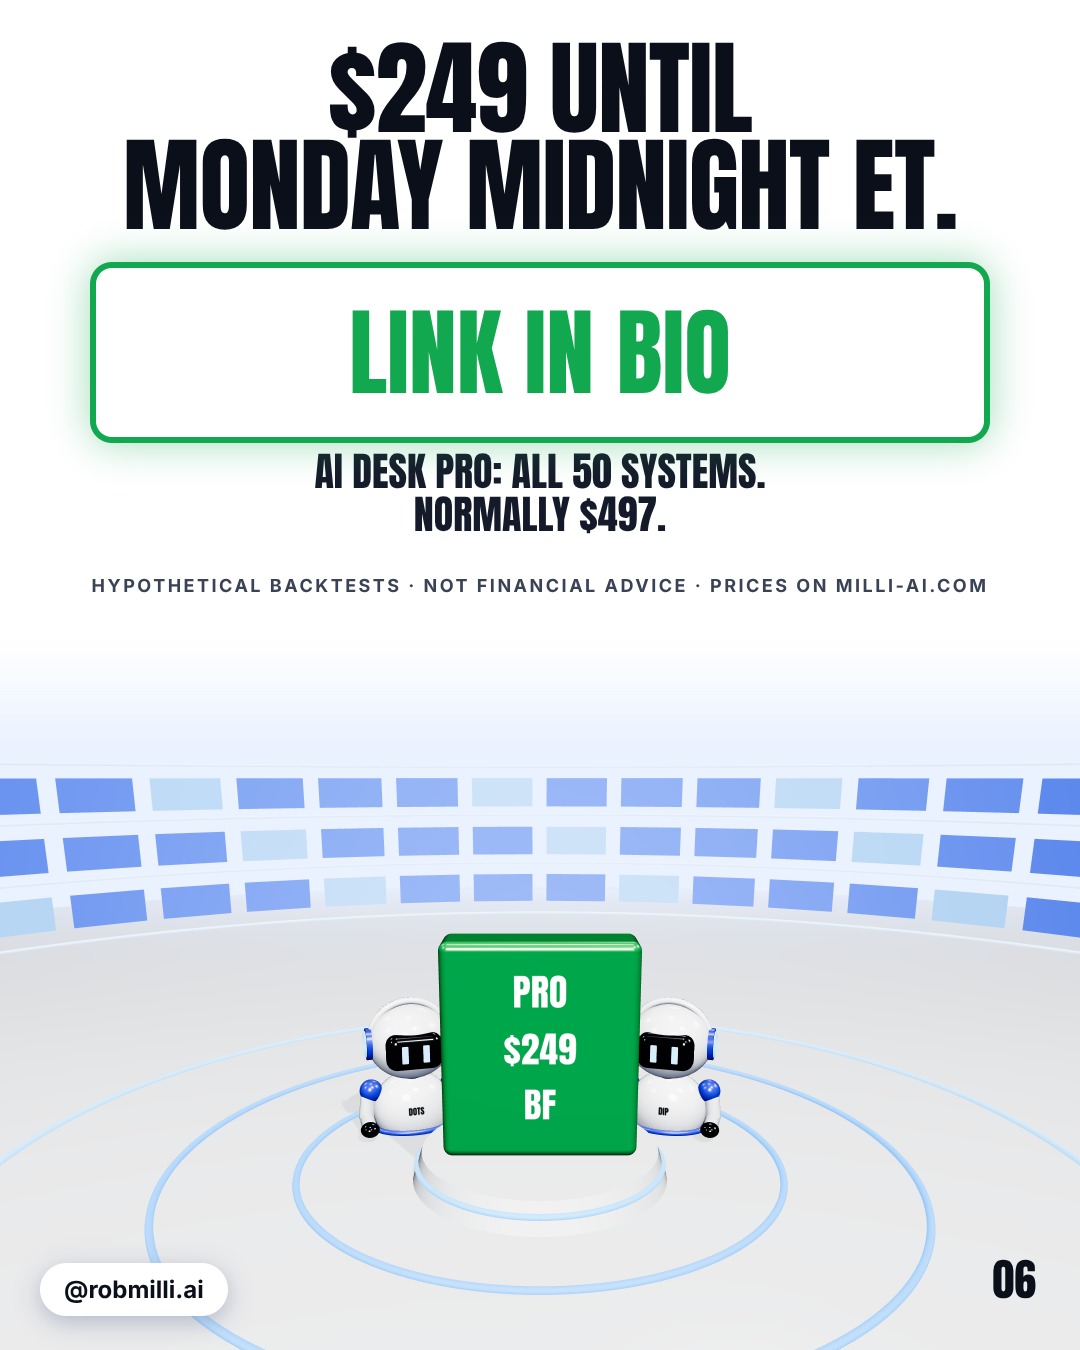 $249 UNTIL
MONDAY MIDNIGHT ET.
LINK IN BIO
AI DESK PRO: ALL 50 SYSTEMS.
NORMALLY $497.
HYPOTHETICAL BACKTESTS · NOT FINANCIAL ADVICE · PRICES ON MILLI-AI.COM
PRO
$249
BF
DOTS
DIP
@robmilli.ai
06